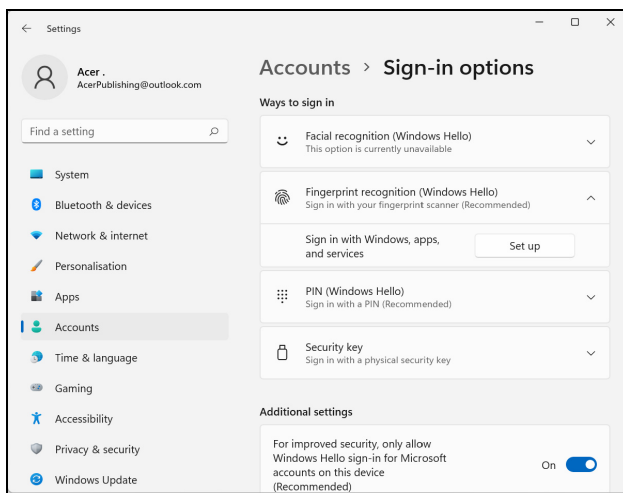 Settings
Acer .
AcerPublishing@outlook.com
Find a setting
System
Bluetooth & devices
Network & internet
Personalisation
Apps
Accounts
Time & language
Gaming
Accessibility
Privacy & security
Windows Update
Accounts > Sign-in options
Ways to sign in
Facial recognition (Windows Hello)
This option is currently unavailable
Fingerprint recognition (Windows Hello)
Sign in with your fingerprint scanner (Recommended)
Sign in with Windows, apps,
and services
Set up
PIN (Windows Hello)
Sign in with a PIN (Recommended)
Security key
Sign in with a physical security key
Additional settings
For improved security, only allow
Windows Hello sign-in for Microsoft
accounts on this device
(Recommended)
On